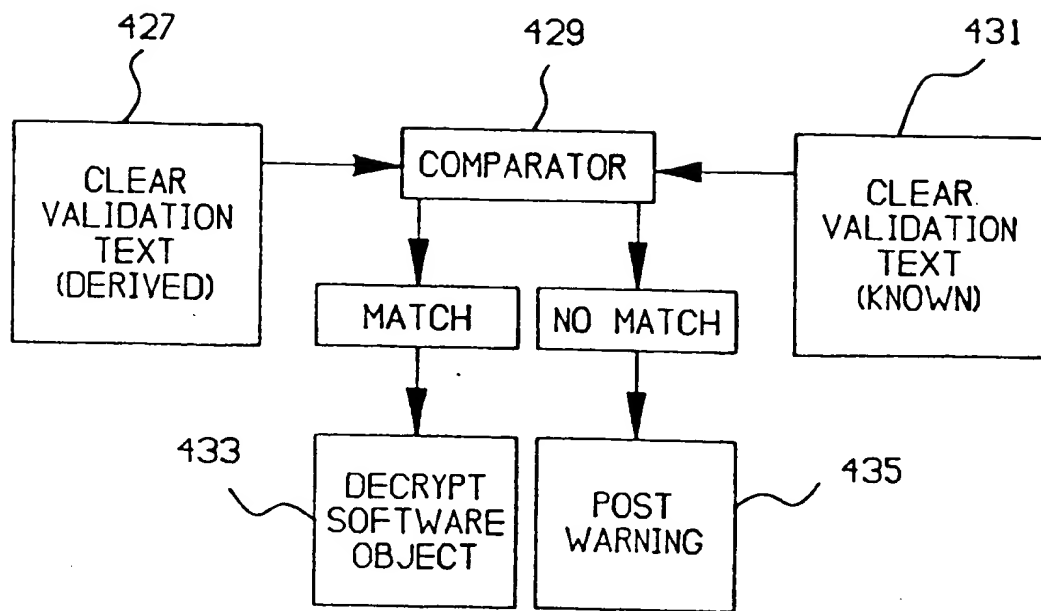 427
429
431
CLEAR
VALIDATION
TEXT
(DERIVED)
COMPARATOR
CLEAR
VALIDATION
TEXT
(KNOWN)
MATCH
NO MATCH
433
435
DECRYPT
SOFTWARE
OBJECT
POST
WARNING